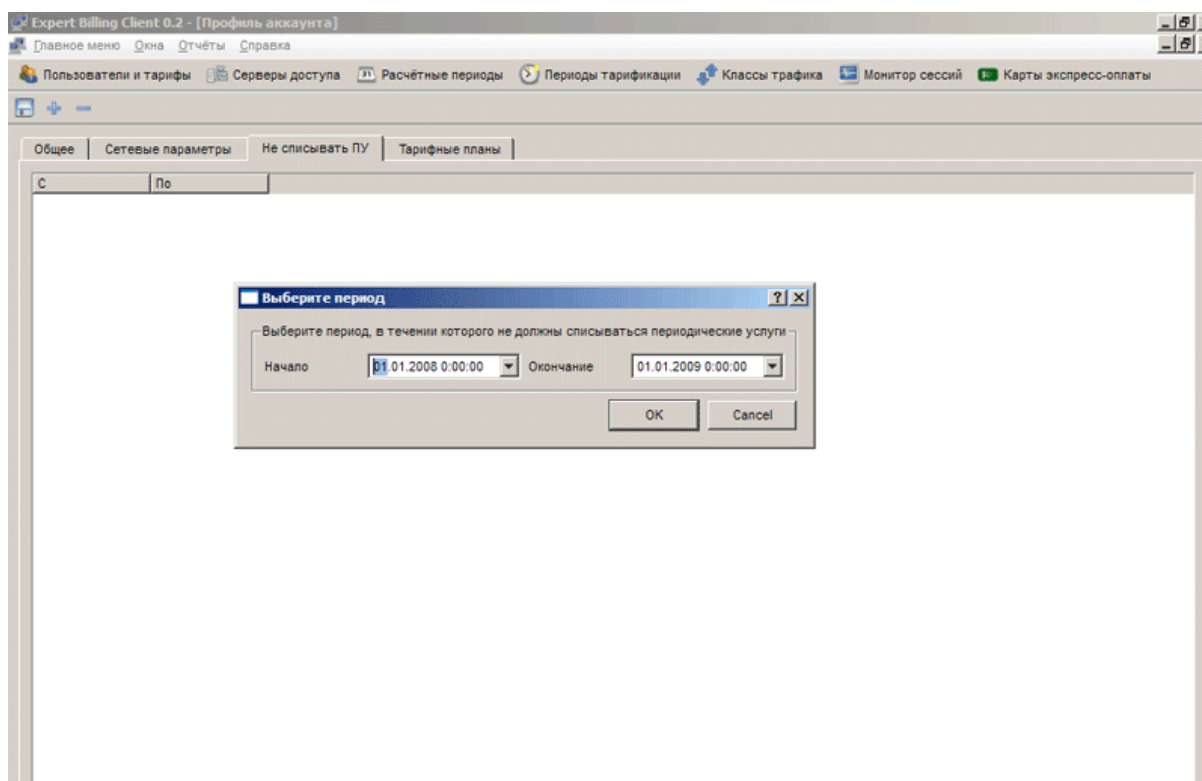 Expert Billing Client 0.2 - [Профиль аккаунта]
Главное меню Окна Отчёты Справка
Пользователи и тарифы Серверы доступа Расчётные периоды Периоды тарификации Классы трафика Монитор сессий Карты экспресс-оплаты
Общее Сетевые параметры Не списывать ПУ Тарифные планы
С По
Выберите период
Выберите период, в течении которого не должны списываться периодические услуги
Начало 01.01.2008 0:00:00 Окончание 01.01.2009 0:00:00
OK Cancel